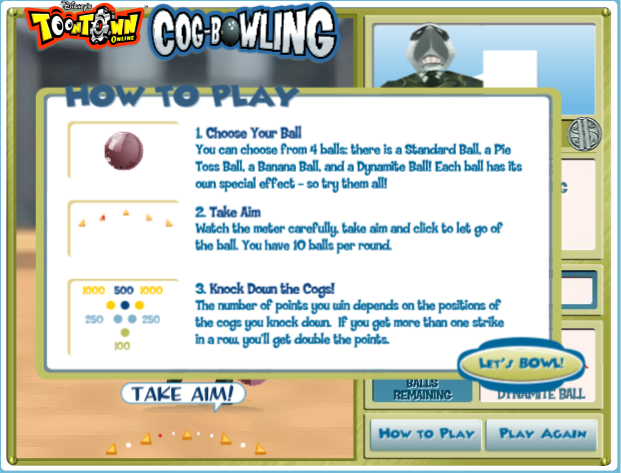 Disney's
TOONTOWN
ONLINE
COG-BOWLING
HOW TO PLAY
1. Choose Your Ball
You can choose from 4 balls: there is a Standard Ball, a Pie
Toss Ball, a Banana Ball, and a Dynamite Ball! Each ball has its
own special effect - so try them all!
2. Take Aim
Watch the meter carefully, take aim and click to let go of
the ball. You have 10 balls per round.
1000 500 1000
250 250
100
3. Knock Down the Cogs!
The number of points you win depends on the positions of
the cogs you knock down. If you get more than one strike
in a row, you'll get double the points.
LET'S BOWL!
TAKE AIM!
BALLS
REMAINING
DYNAMITE BALL
HOW TO PLAY
PLAY AGAIN